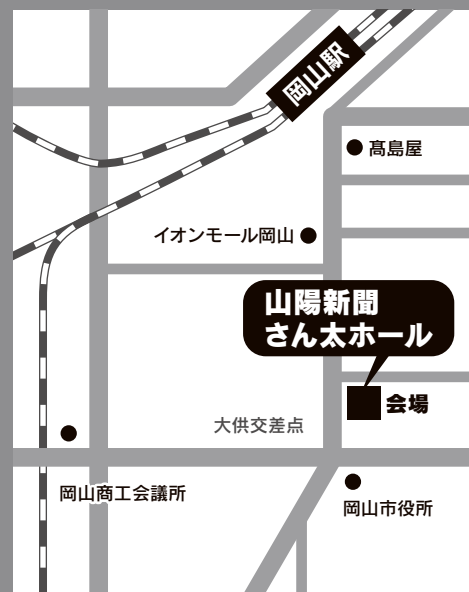 岡山駅
髙島屋
イオンモール岡山
山陽新聞
さん太ホール
会場
大供交差点
岡山商工会議所
岡山市役所